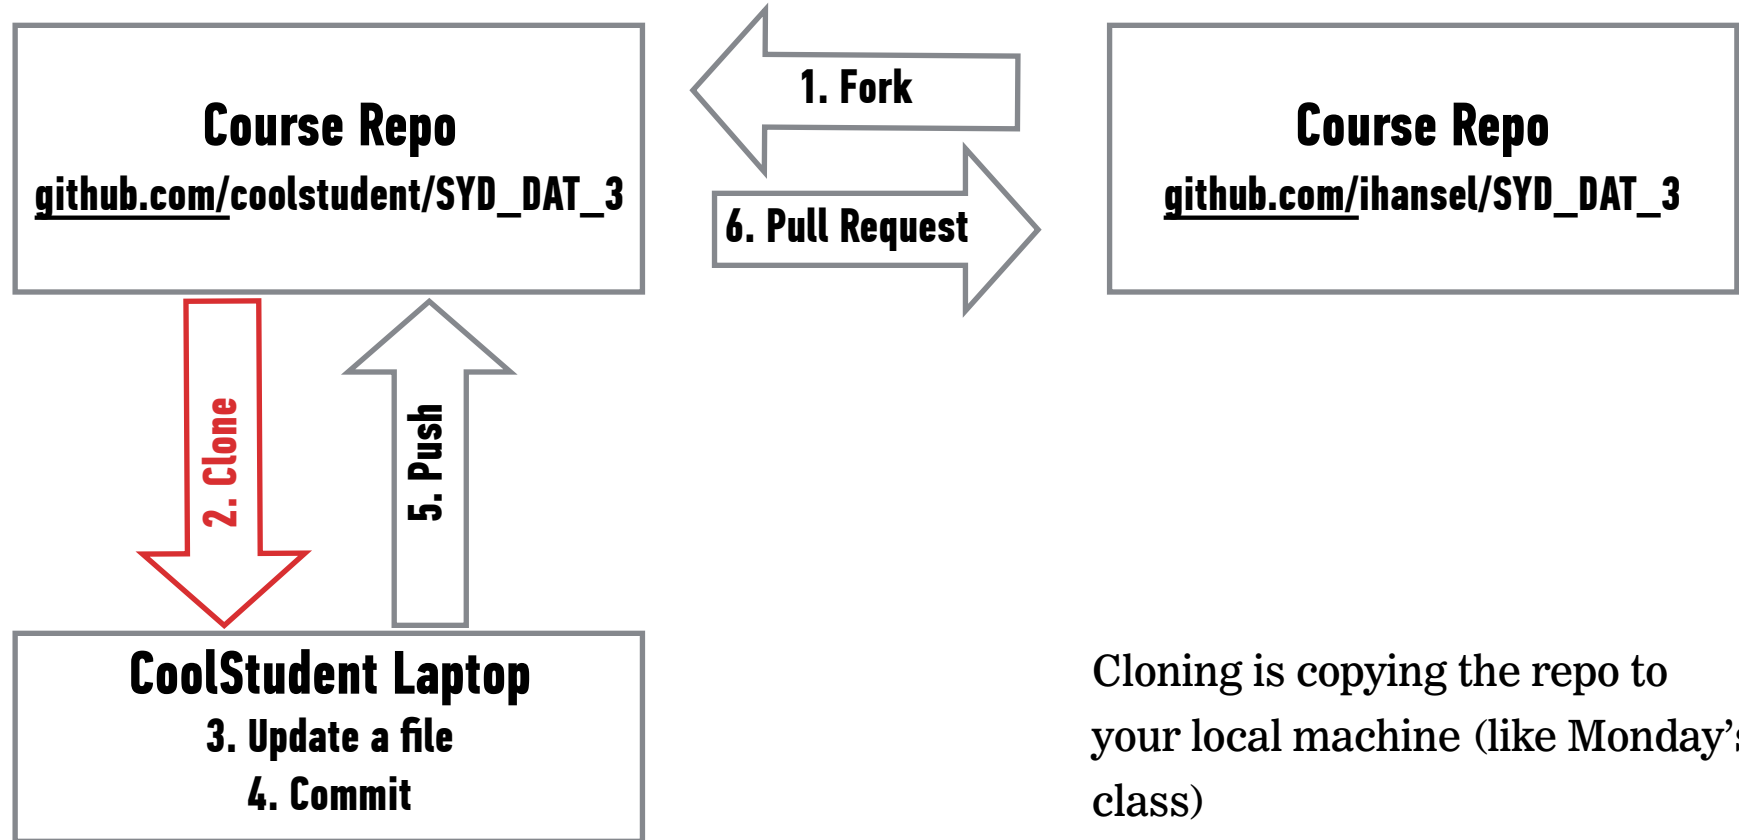 Course Repo
github.com/coolstudent/SYD_DAT_3
1. Fork
6. Pull Request
Course Repo
github.com/ihansel/SYD_DAT_3
2. Clone
5. Push
CoolStudent Laptop
3. Update a file
4. Commit
Cloning is copying the repo to
your local machine (like Monday’s
class)